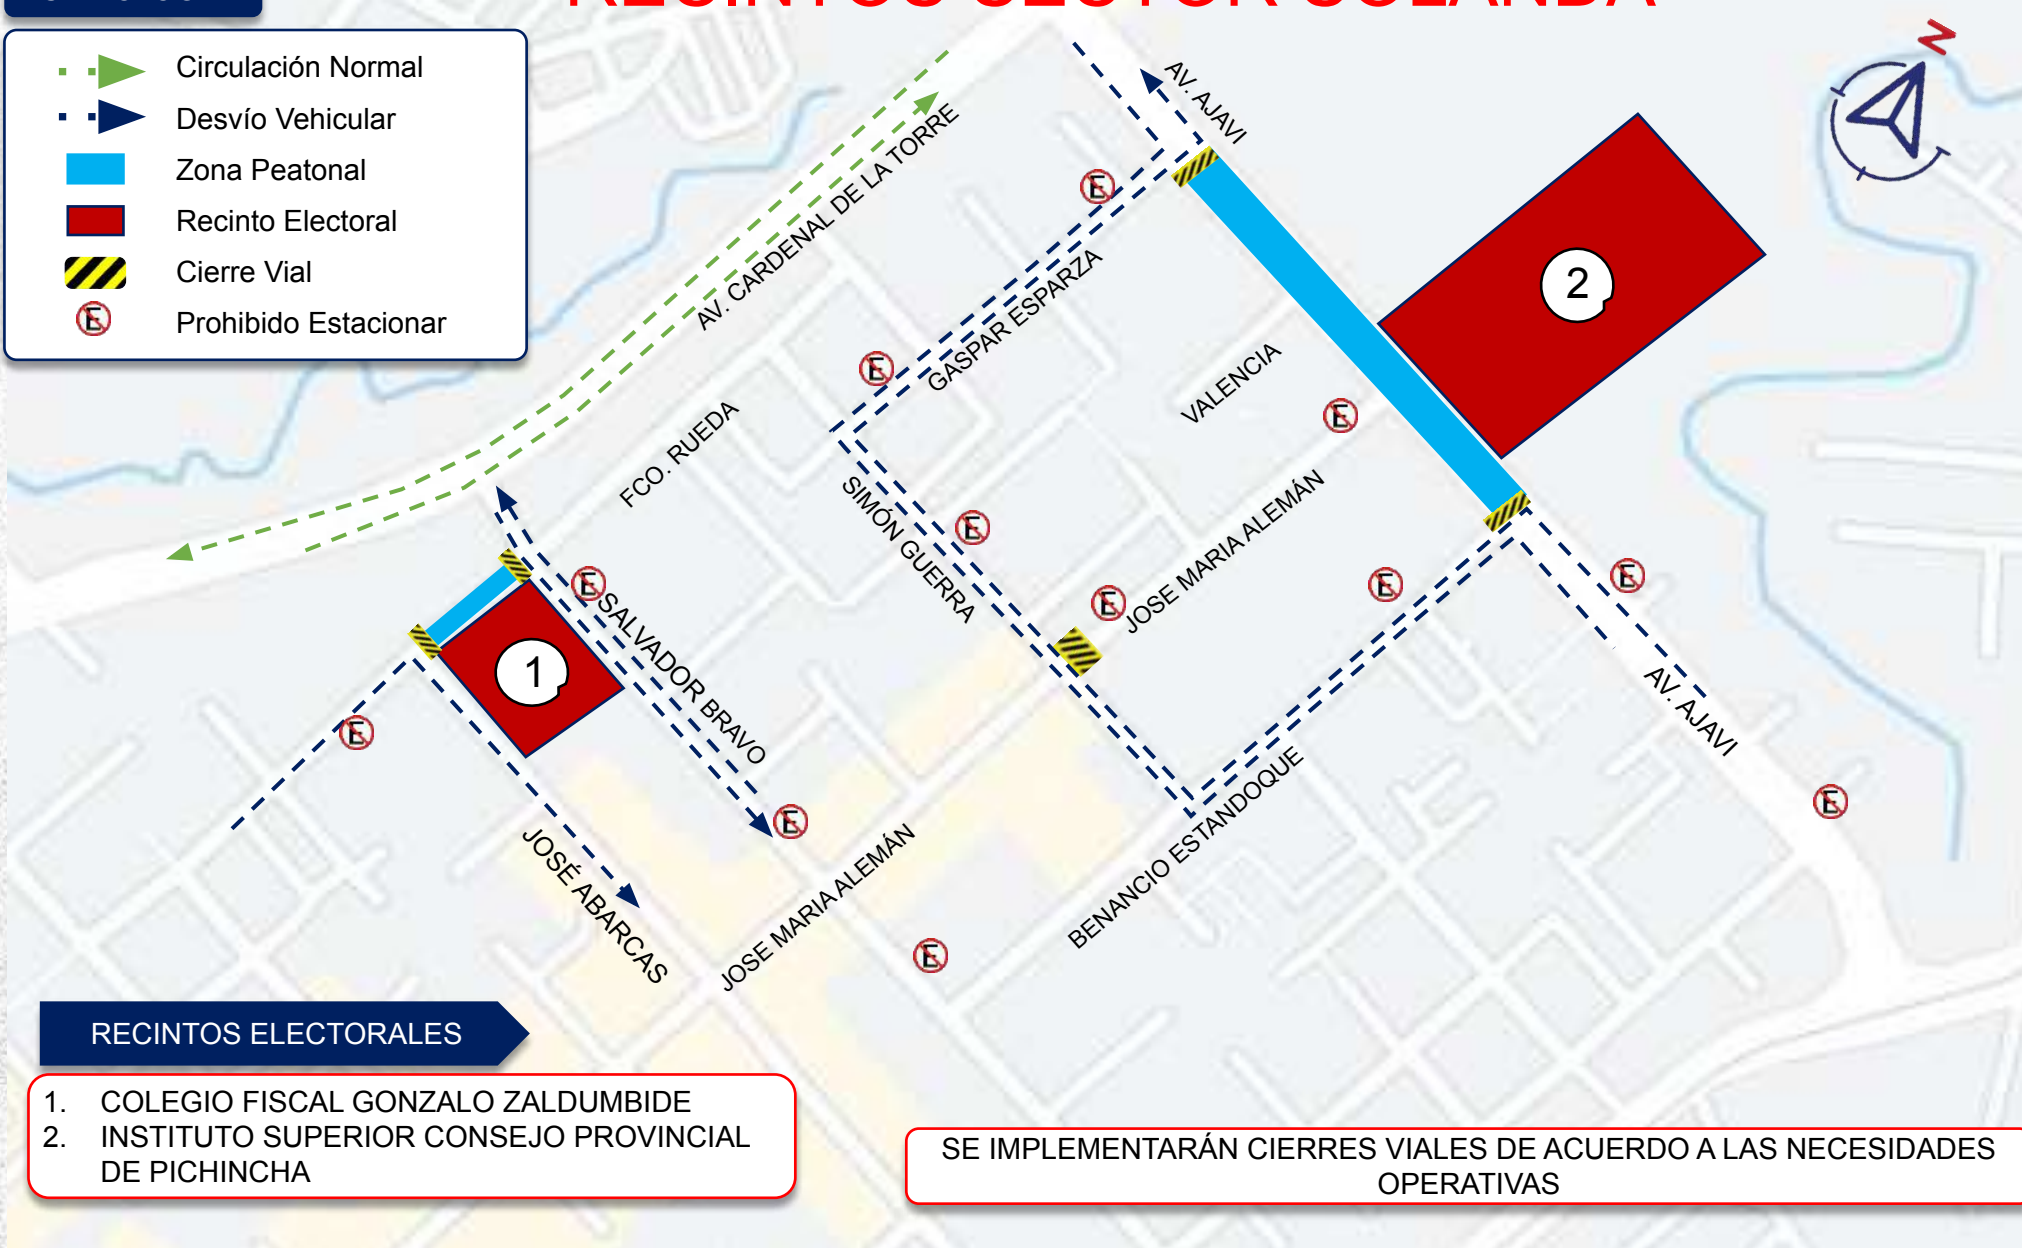 RECINTOS SECTOR SOLANDA
Circulación Normal
Desvío Vehicular
Zona Peatonal
Recinto Electoral
Cierre Vial
E Prohibido Estacionar
N
AV. AJAVI
AV. CARDENAL DE LA TORRE
E
GASPAR ESPARZA
2
E
VALENCIA
E
FCO. RUEDA
SIMÓN GUERRA
E
JOSE MARIA ALEMÁN
E
E
E
E
SALVADOR BRAVO
1
E
AV. AJAVI
E
E
BENANCIO ESTANDOQUE
JOSÉ ABARCAS
JOSE MARIA ALEMÁN
E
RECINTOS ELECTORALES
1. COLEGIO FISCAL GONZALO ZALDUMBIDE
2. INSTITUTO SUPERIOR CONSEJO PROVINCIAL
DE PICHINCHA
SE IMPLEMENTARÁN CIERRES VIALES DE ACUERDO A LAS NECESIDADES
OPERATIVAS